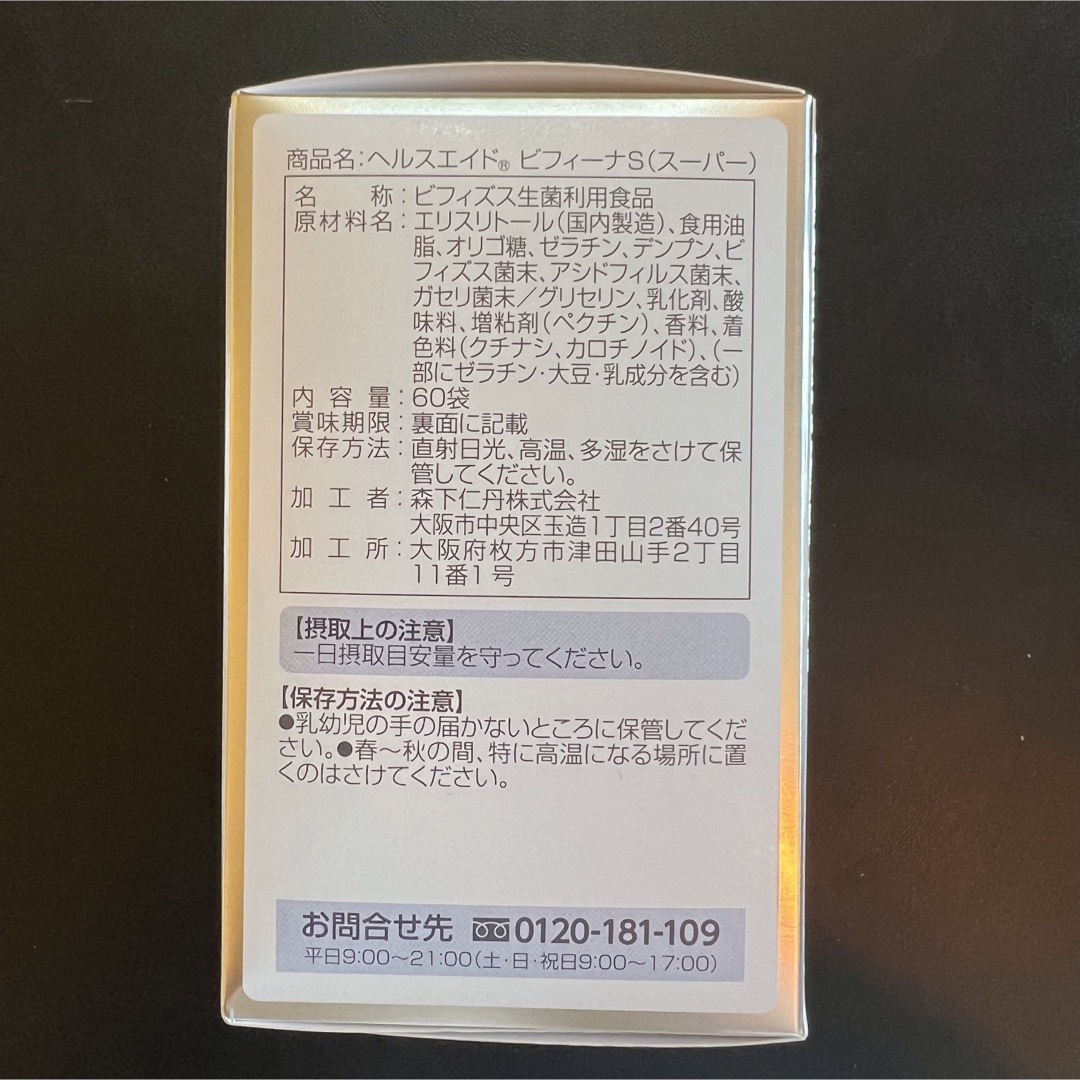 商品名:ヘルスエイド® ビフィーナS(スーパー)
名称:ビフィズス生菌利用食品
原材料名:エリスリトール(国内製造)、食用油
脂、オリゴ糖、ゼラチン、デンプン、ビ
フィズス菌末、アシドフィルス菌末、
ガセリ菌末/グリセリン、乳化剤、酸
味料、増粘剤(ペクチン)、香料、着
色料(クチナシ、カロチノイド)、(一
部にゼラチン・大豆・乳成分を含む)
内容量:60袋
賞味期限:裏面に記載
保存方法:直射日光、高温、多湿をさけて保
管してください。
加工者:森下仁丹株式会社
大阪市中央区玉造1丁目2番40号
加工所:大阪府枚方市津田山手2丁目
11番1号
【摂取上の注意】
一日摂取目安量を守ってください。
【保存方法の注意】
●乳幼児の手の届かないところに保管してくだ
さい。●春〜秋の間、特に高温になる場所に置
くのはさけてください。
お問合せ先 0120-181-109
平日9:00〜21:00(土・日・祝日9:00〜17:00)